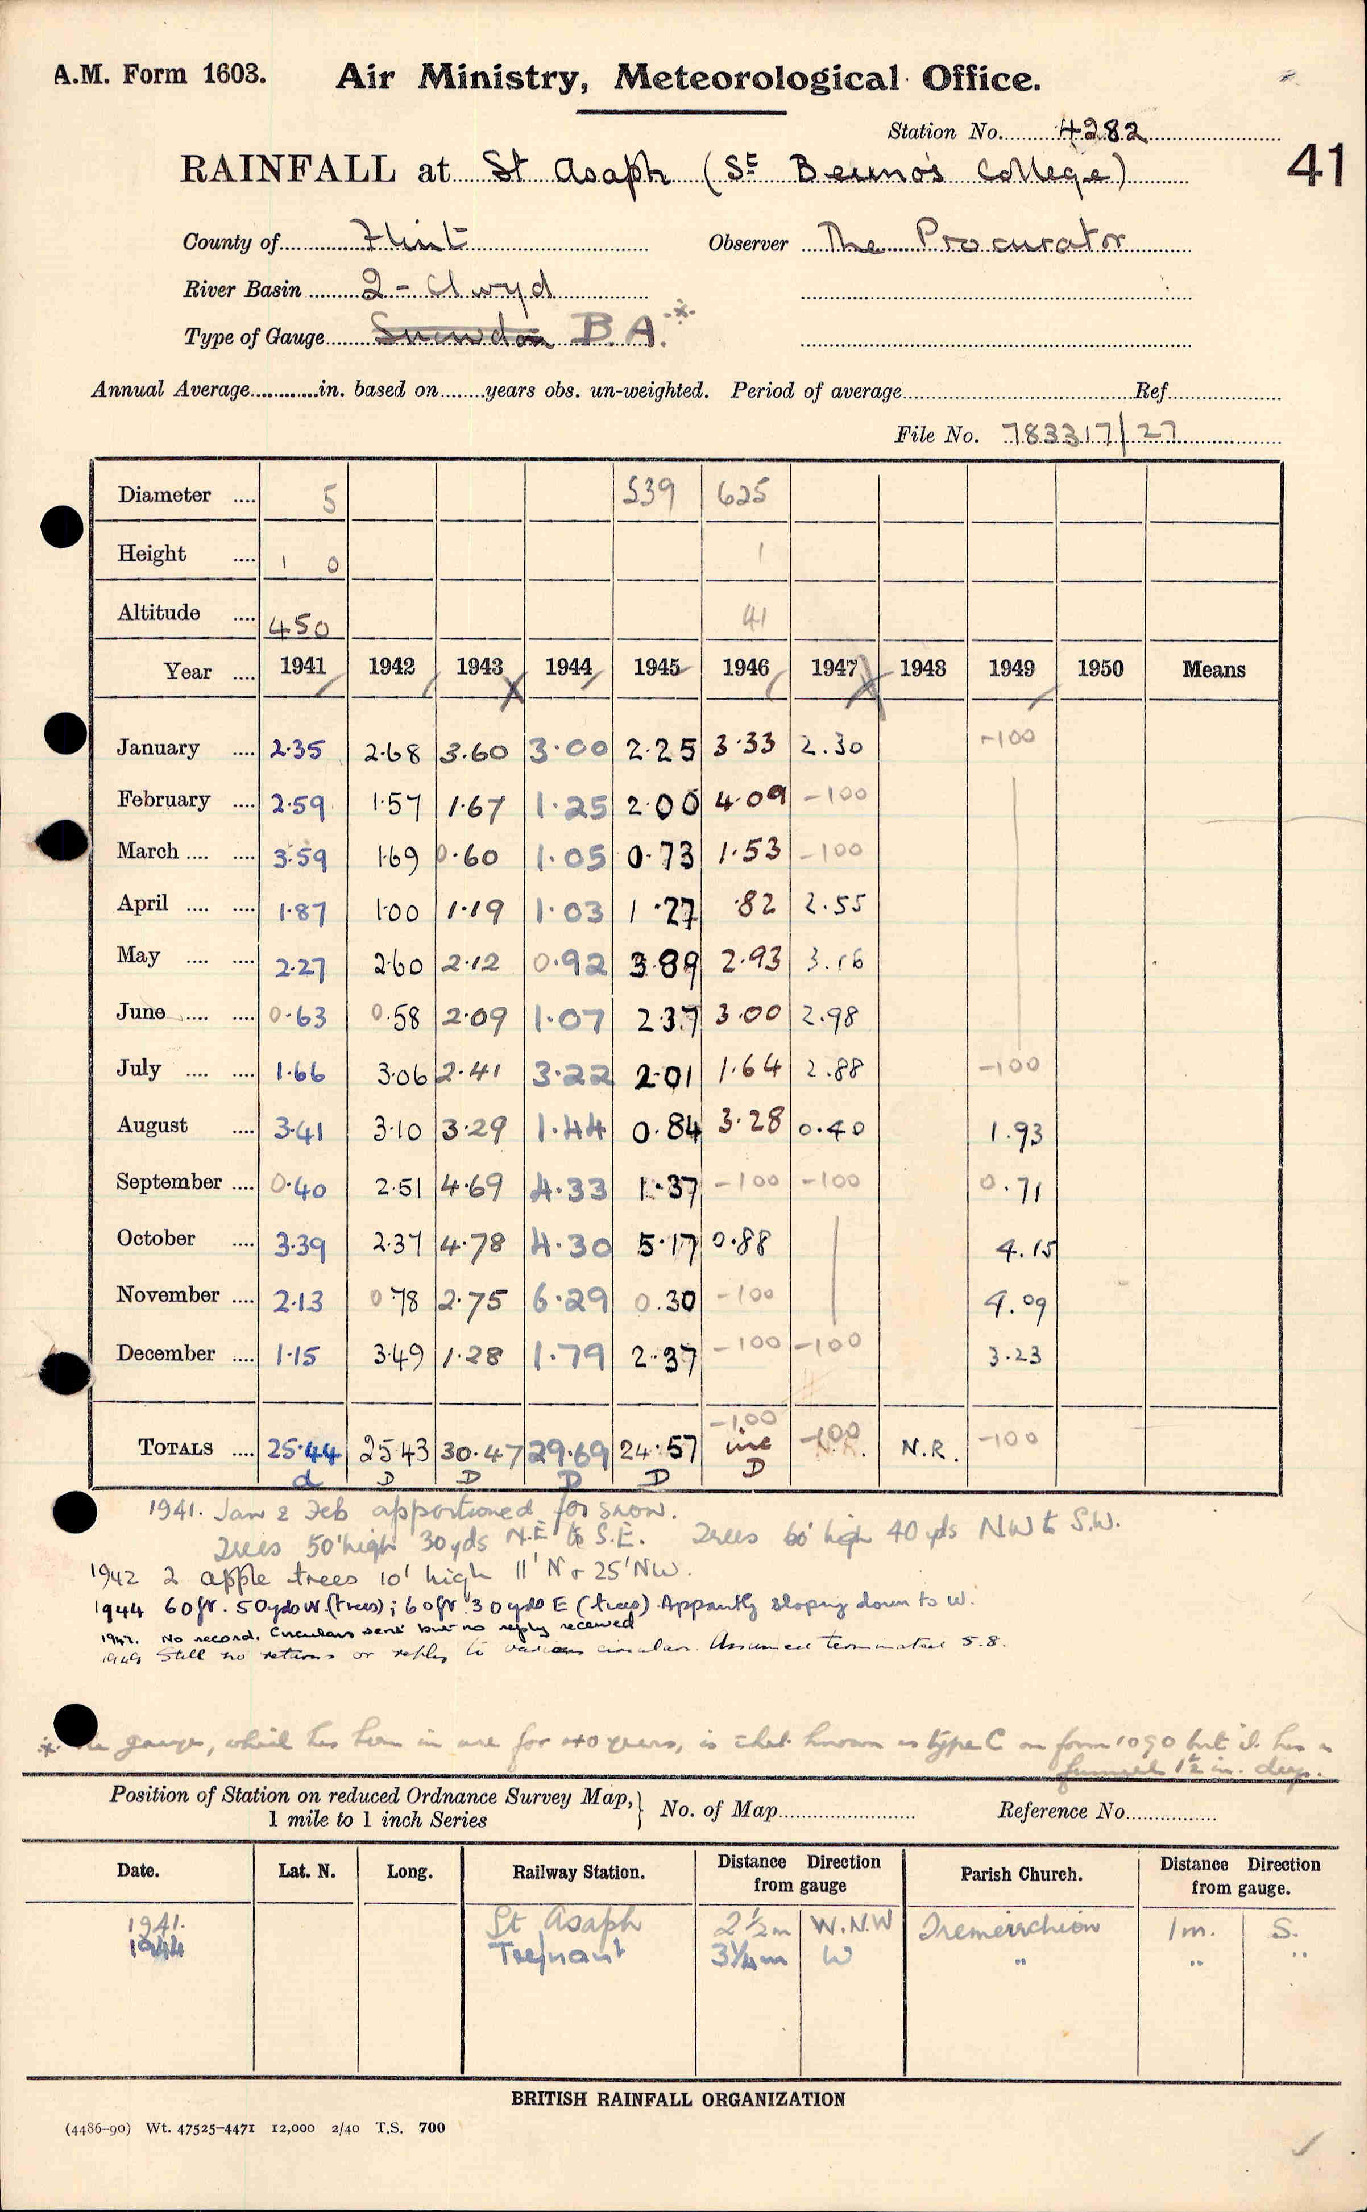 A.M. Form 1603. Air Ministry, Meteorological Office.
Station No. 4282
41
RAINFALL at St Asaph (St Beuno's College)
County of Flint Observer The Procurator
River Basin 2 - Clwyd
Type of Gauge Snowdon B.A.*
Annual Average in. based on years obs. un-weighted. Period of average Ref
File No. 783317/27
Diameter 5 539 625
Height 1 0 1
Altitude 450 41
Year 1941 1942 1943 1944 1945 1946 1947 1948 1949 1950 Means
January 2.35 2.68 3.60 3.00 2.25 3.33 2.30 -100
February 2.59 1.57 1.67 1.25 2.00 4.09 -100
March 3.59 1.69 0.60 1.05 0.73 1.53 -100
April 1.87 1.00 1.19 1.03 1.27 .82 2.55
May 2.27 2.60 2.12 0.92 3.89 2.93 3.16
June 0.63 0.58 2.09 1.07 2.37 3.00 2.98
July 1.66 3.06 2.41 3.22 2.01 1.64 2.88 -100
August 3.41 3.10 3.29 1.44 0.84 3.28 0.40 1.93
September 0.40 2.51 4.69 4.33 1.37 -100 -100 0.71
October 3.39 2.37 4.78 4.30 5.17 0.88 4.15
November 2.13 0.78 2.75 6.29 0.30 -100 4.09
December 1.15 3.49 1.28 1.79 2.37 -100 -100 3.23
-100
TOTALS 25.44 25.43 30.47 29.69 24.57 inc -100 N.R. N.R. -100
d D D D D D
1941. Jan & Feb apportioned for snow.
Trees 50' high 30yds N.E to S.E. Trees 60' high 40yds NW to S.W.
1942 2 apple trees 10' high 11' N & 25' NW.
1944 60ft. 50yds W. (trees); 60ft 30yds E (trees) Appantly sloping down to W.
1947. No record. Circulars sent but no reply received
1949 Still no returns or reply to various circulars. Assumed terminated S.8.
* The gauge, which has been in use for 40 years, is that known as type C on form 1090 but it has a
funnel 1½ in. deep.
Position of Station on reduced Ordnance Survey Map, 1 mile to 1 inch Series } No. of Map Reference No.
Date. Lat. N. Long. Railway Station. Distance Direction from gauge Parish Church. Distance Direction from gauge.
1941. St Asaph 2½m W.N.W Tremeirchion 1m. S.
1944 Trefnant 3¼m W " " "
BRITISH RAINFALL ORGANIZATION
(4486-90) Wt. 47525-4471 12,000 2/40 T.S. 700